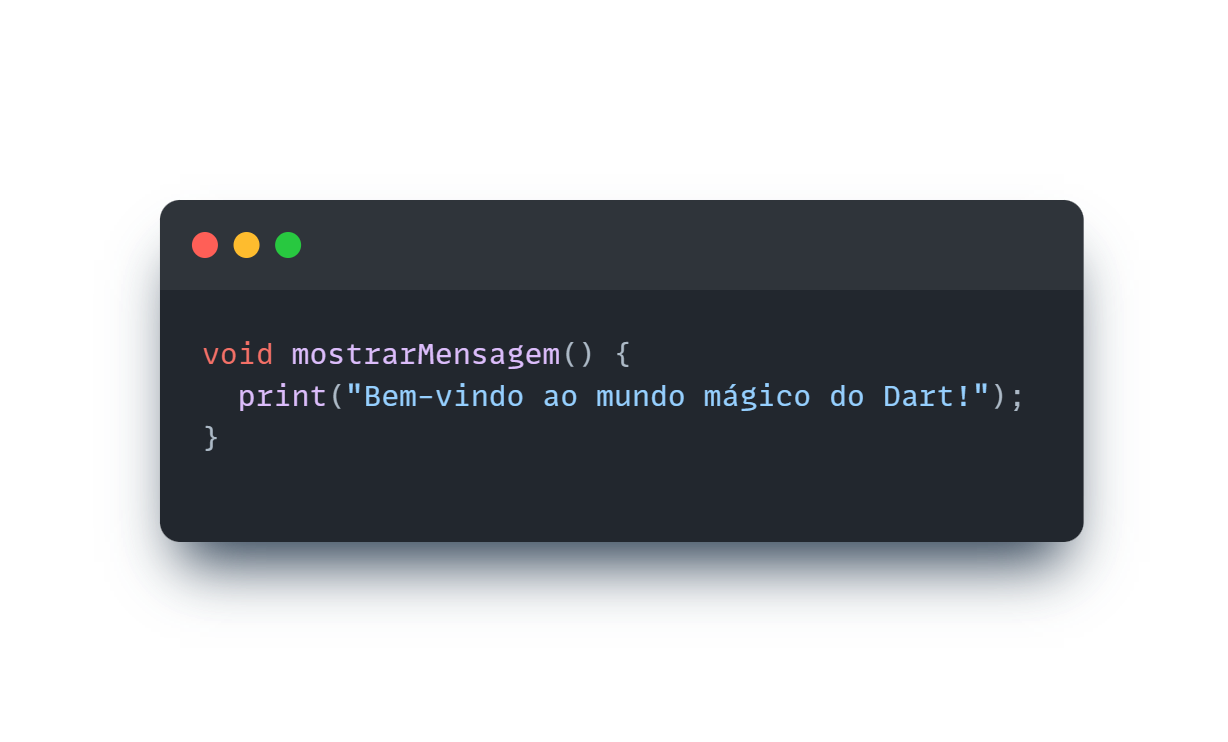 void mostrarMensagem() {
  print("Bem-vindo ao mundo mágico do Dart!");
}